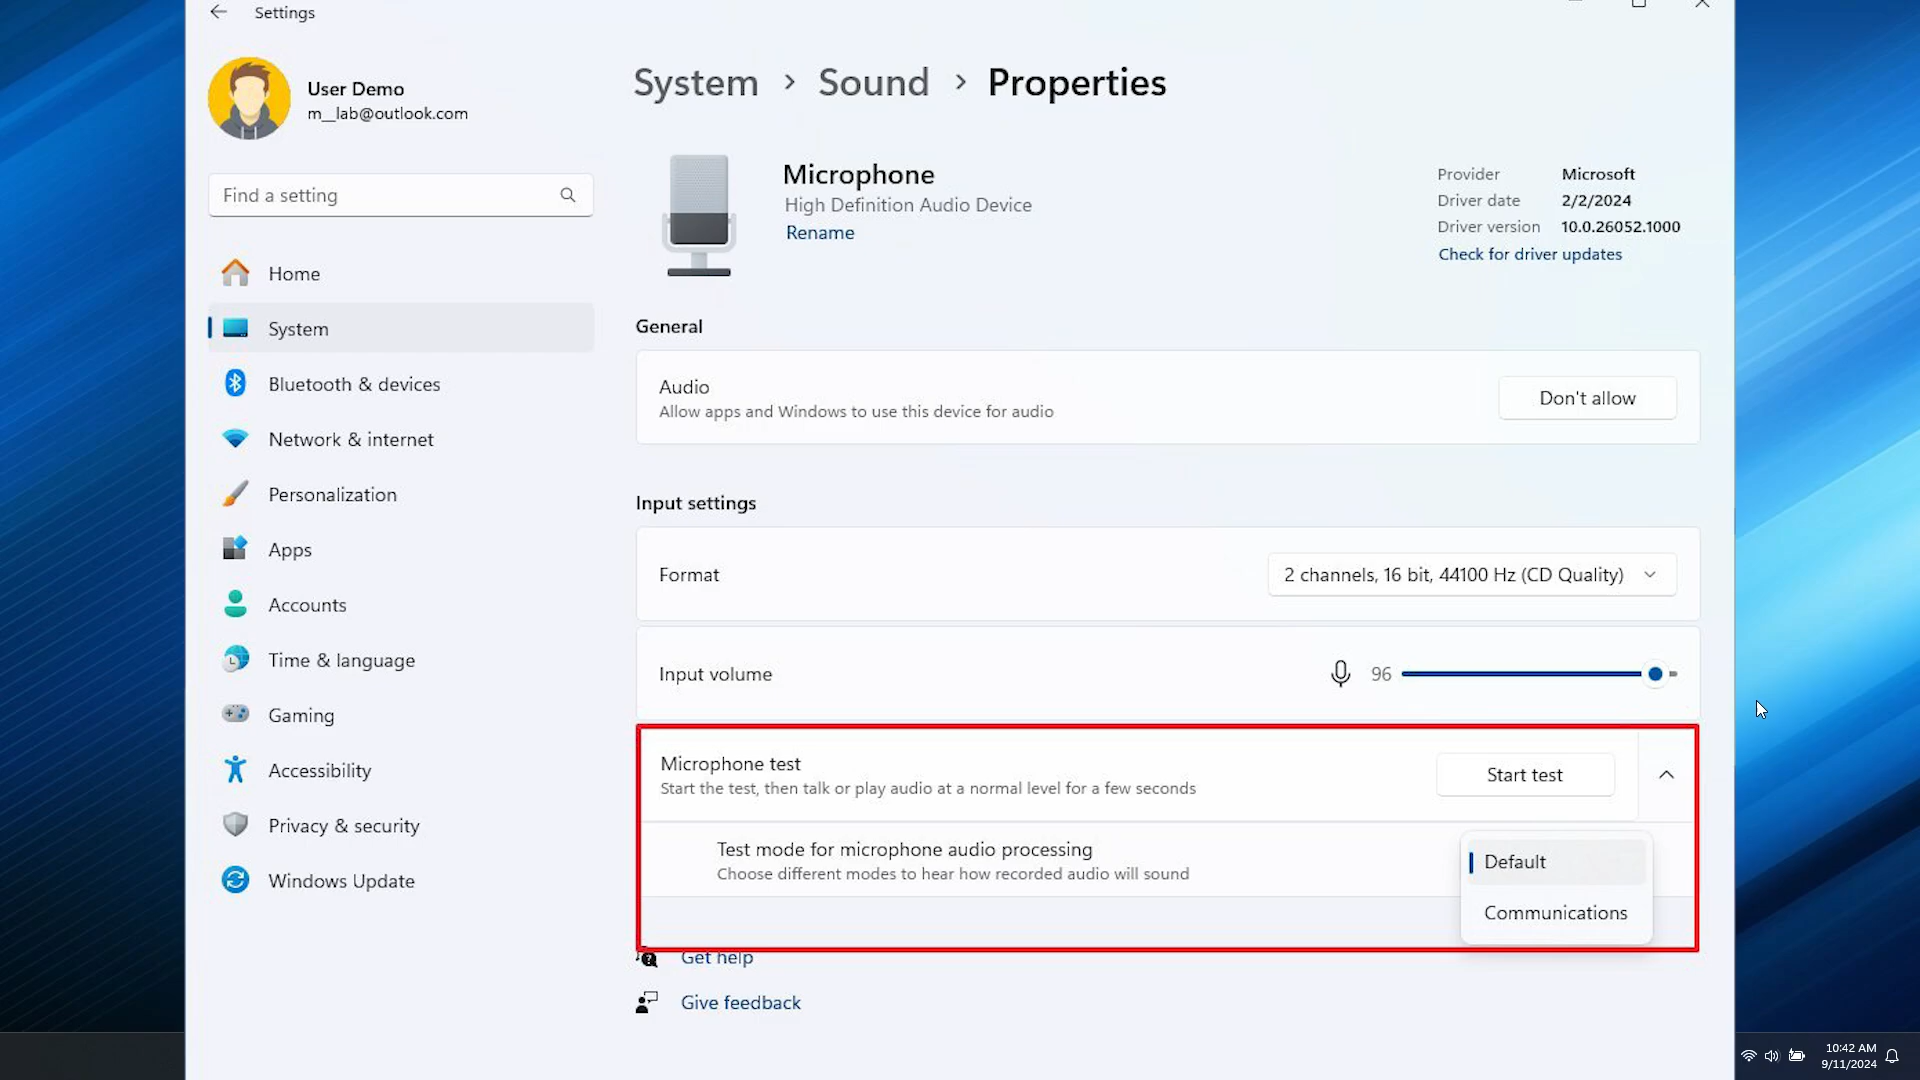 Settings
User Demo
m__lab@outlook.com
Find a setting
Home
System
Bluetooth & devices
Network & internet
Personalization
Apps
Accounts
Time & language
Gaming
Accessibility
Privacy & security
Windows Update
System > Sound > Properties
Microphone
High Definition Audio Device
Rename
Provider Microsoft
Driver date 2/2/2024
Driver version 10.0.26052.1000
Check for driver updates
General
Audio
Allow apps and Windows to use this device for audio
Don't allow
Input settings
Format
2 channels, 16 bit, 44100 Hz (CD Quality)
Input volume
96
Microphone test
Start the test, then talk or play audio at a normal level for a few seconds
Start test
Test mode for microphone audio processing
Choose different modes to hear how recorded audio will sound
Default
Communications
Get help
Give feedback
10:42 AM
9/11/2024